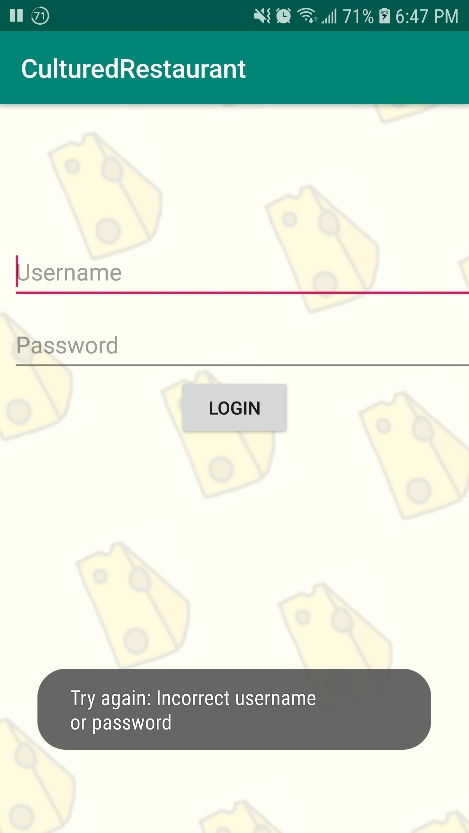 71 71% 6:47 PM
CulturedRestaurant
Username
Password
LOGIN
Try again: Incorrect username
or password